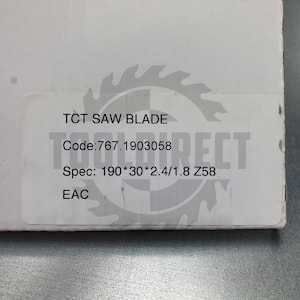 TCT SAW BLADE
TOOLDIRECT
Code:767.1903058
Spec: 190*30*2.4/1.8 Z58
EAC